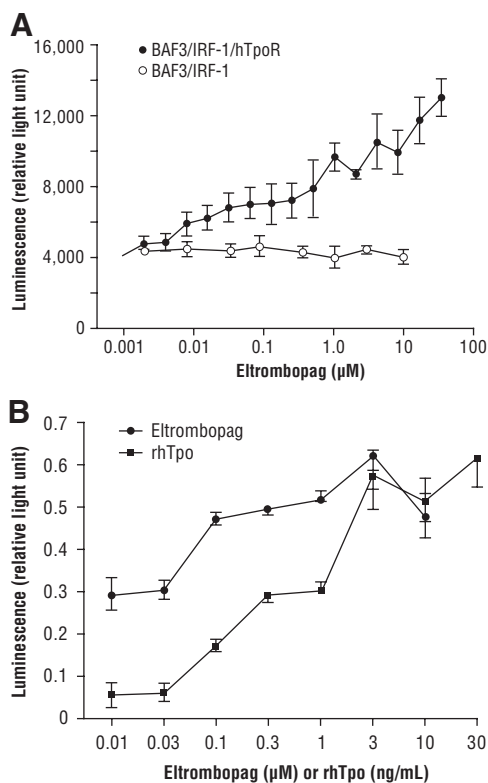 A
BAF3/IRF-1/hTpoR
BAF3/IRF-1
Luminescence (relative light unit)
16,000
12,000
8,000
4,000
0
0.001 0.01 0.1 1.0 10 100
Eltrombopag (µM)
B
Eltrombopag
rhTpo
Luminescence (relative light unit)
0.7
0.6
0.5
0.4
0.3
0.2
0.1
0
0.01 0.03 0.1 0.3 1 3 10 30
Eltrombopag (µM) or rhTpo (ng/mL)